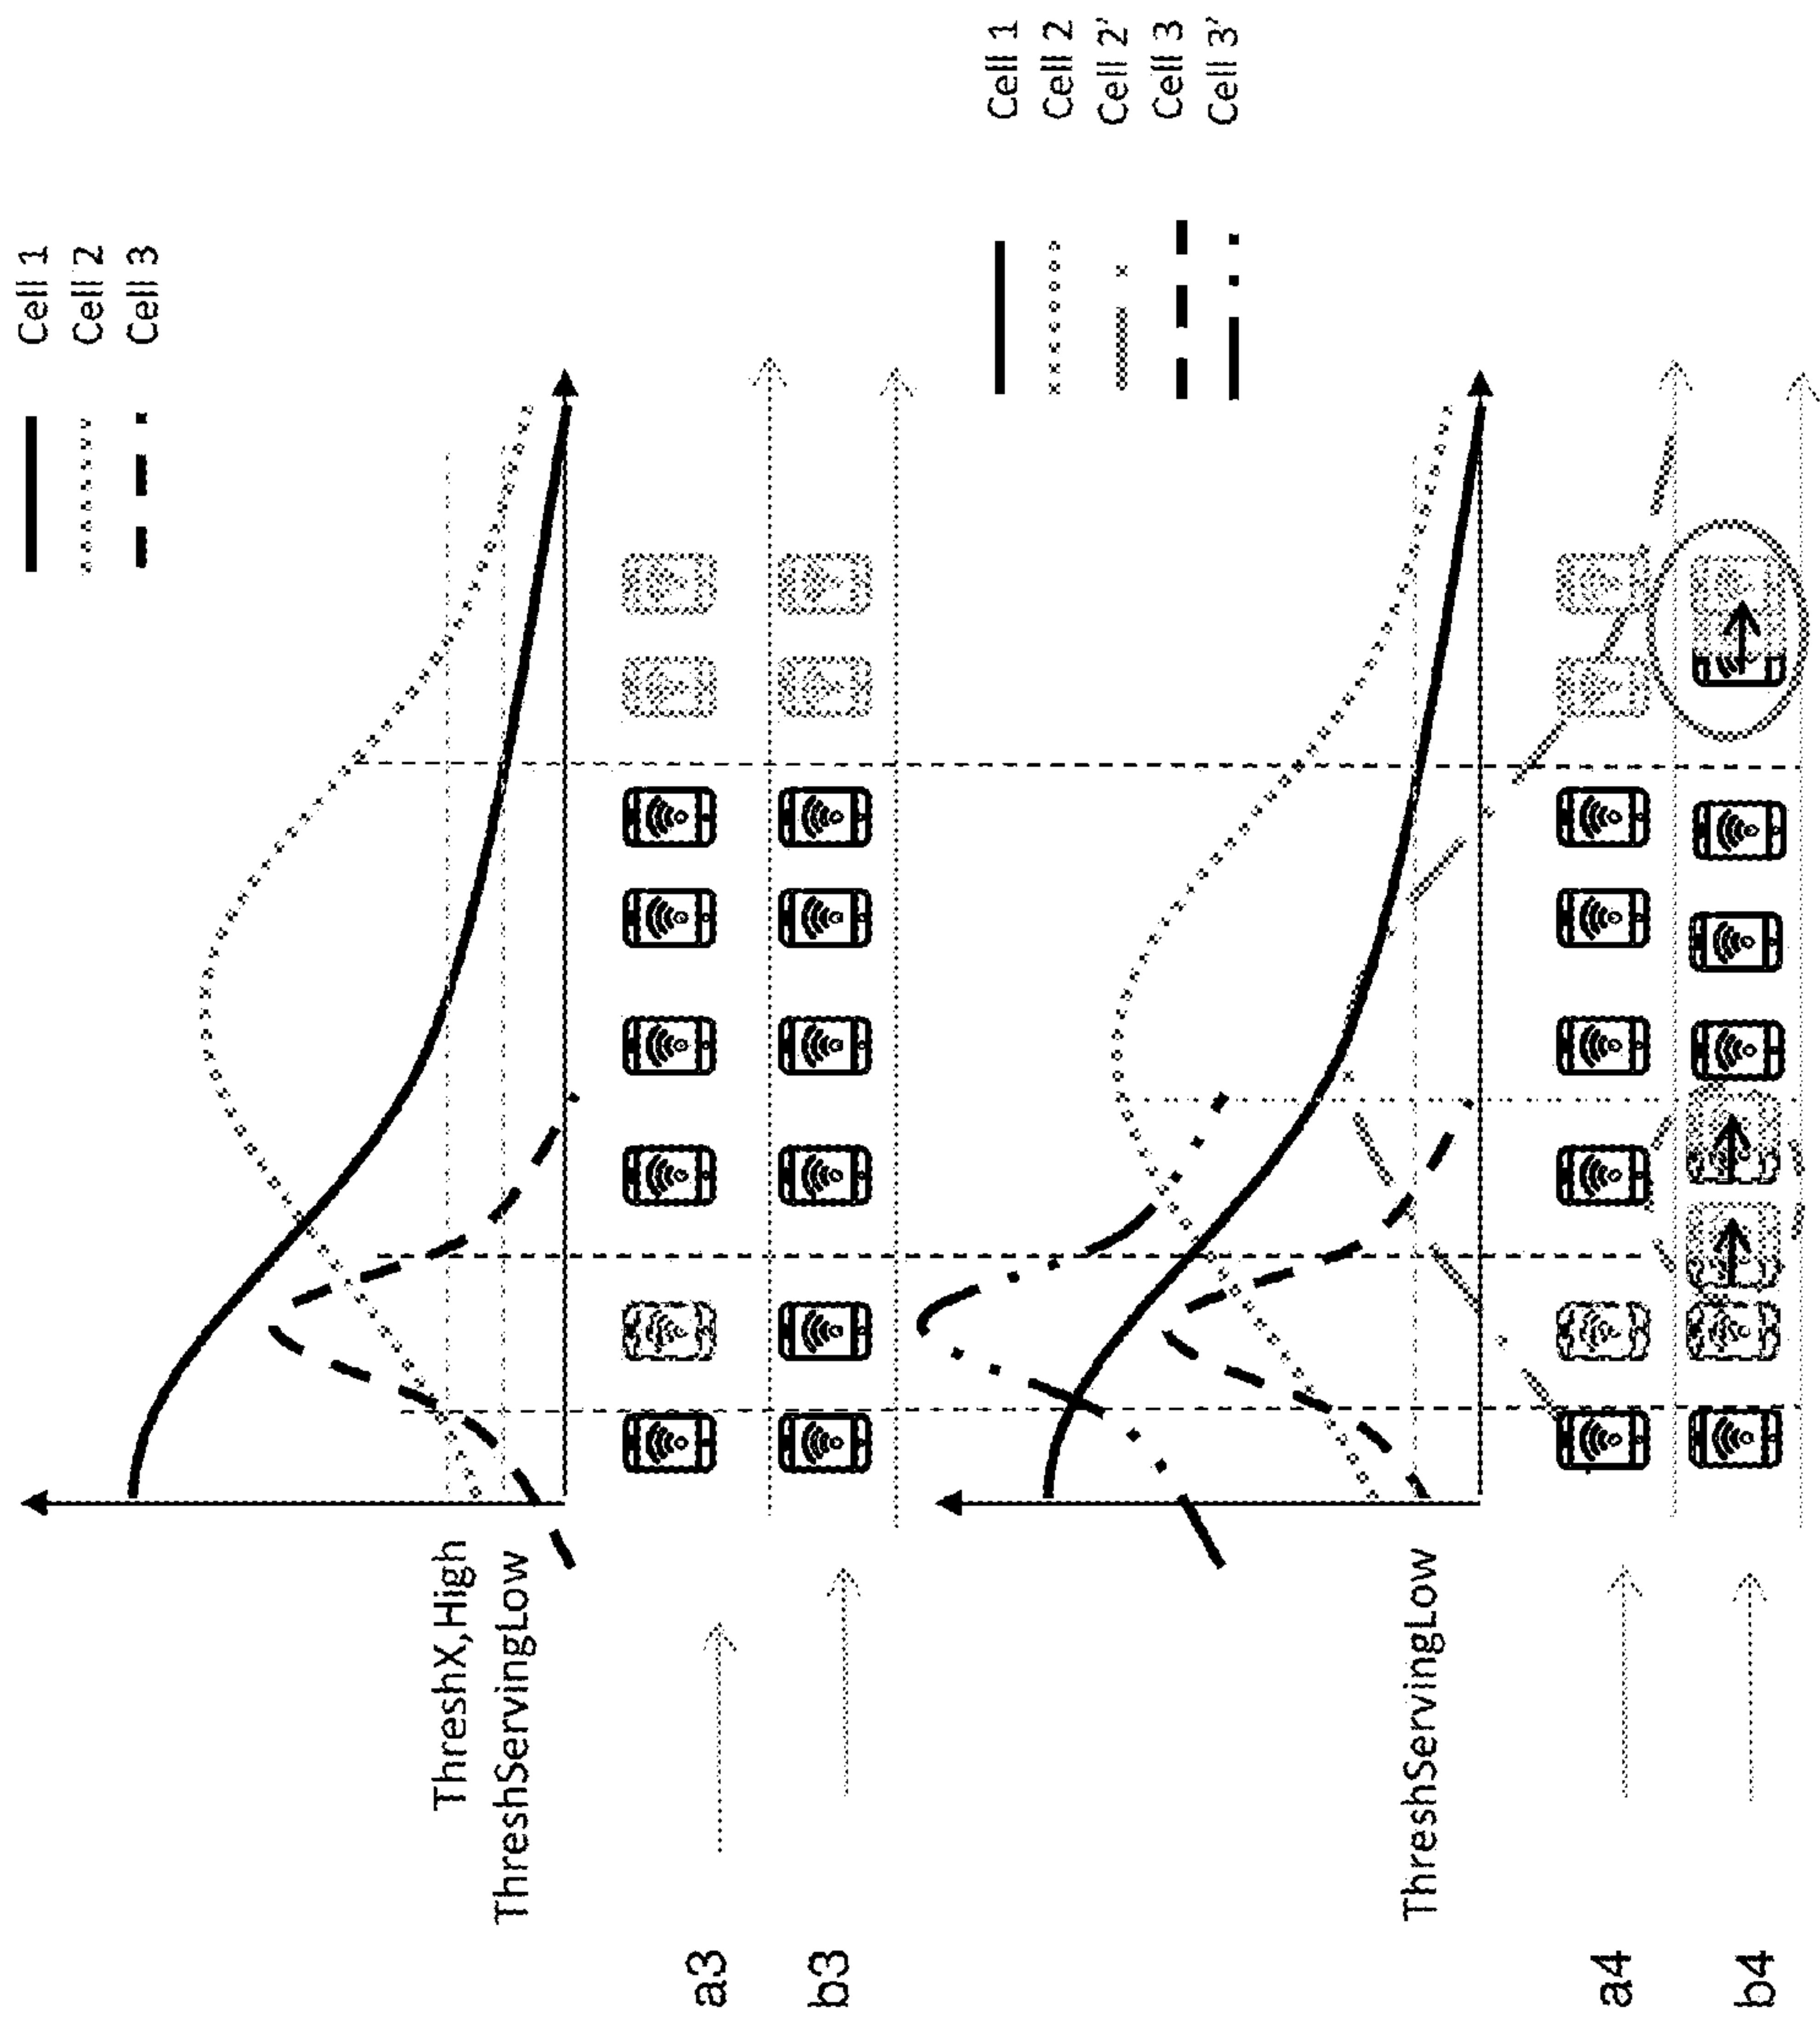 Cell 1
Cell 2
Cell 3
ThreshX,High
ThreshServingLow
a3
b3
Cell 1
Cell 2
Cell 2'
Cell 3
Cell 3'
ThreshServingLow
a4
b4